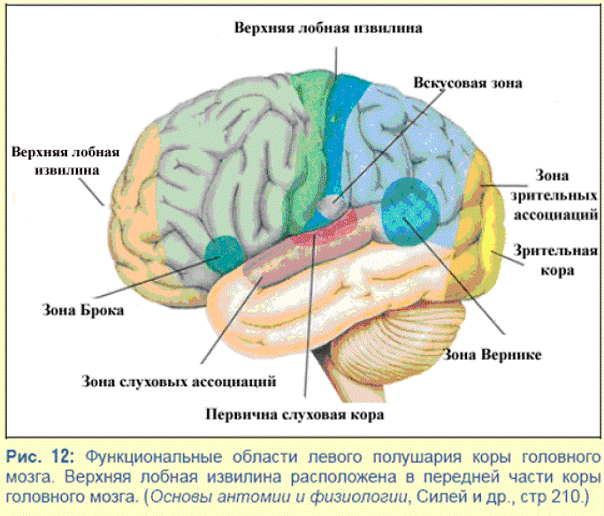 Верхняя лобная извилина
Вскусовая зона
Верхняя лобная
извилина
Зона
зрительных
ассоциаций
Зрительная
кора
Зона Брока
Зона Вернике
Зона слуховых ассоциаций
Первична слуховая кора
Рис. 12: Функциональные области левого полушария коры головного
мозга. Верхняя лобная извилина расположена в передней части коры
головного мозга. (Основы антомии и физиологии, Силей и др., стр 210.)